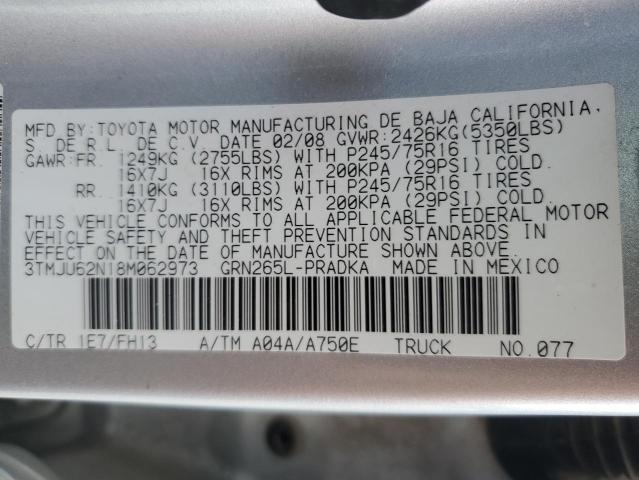 MFD BY: TOYOTA MOTOR MANUFACTURING DE BAJA CALIFORNIA,
S. DE R.L. DE C.V. DATE 02/08 GVWR:2426KG(5350LBS)
GAWR:FR. 1249KG (2755LBS) WITH P245/75R16 TIRES
16X7J 16X RIMS AT 200KPA (29PSI) COLD
RR. 1410KG (3110LBS) WITH P245/75R16 TIRES
16X7J 16X RIMS AT 200KPA (29PSI) COLD.
THIS VEHICLE CONFORMS TO ALL APPLICABLE FEDERAL MOTOR
VEHICLE SAFETY AND THEFT PREVENTION STANDARDS IN
EFFECT ON THE DATE OF MANUFACTURE SHOWN ABOVE.
3TMJU62N18M062973 GRN265L-PRADKA MADE IN MEXICO
C/TR 1E7/FH13 A/TM A04A/A750E TRUCK NO.077